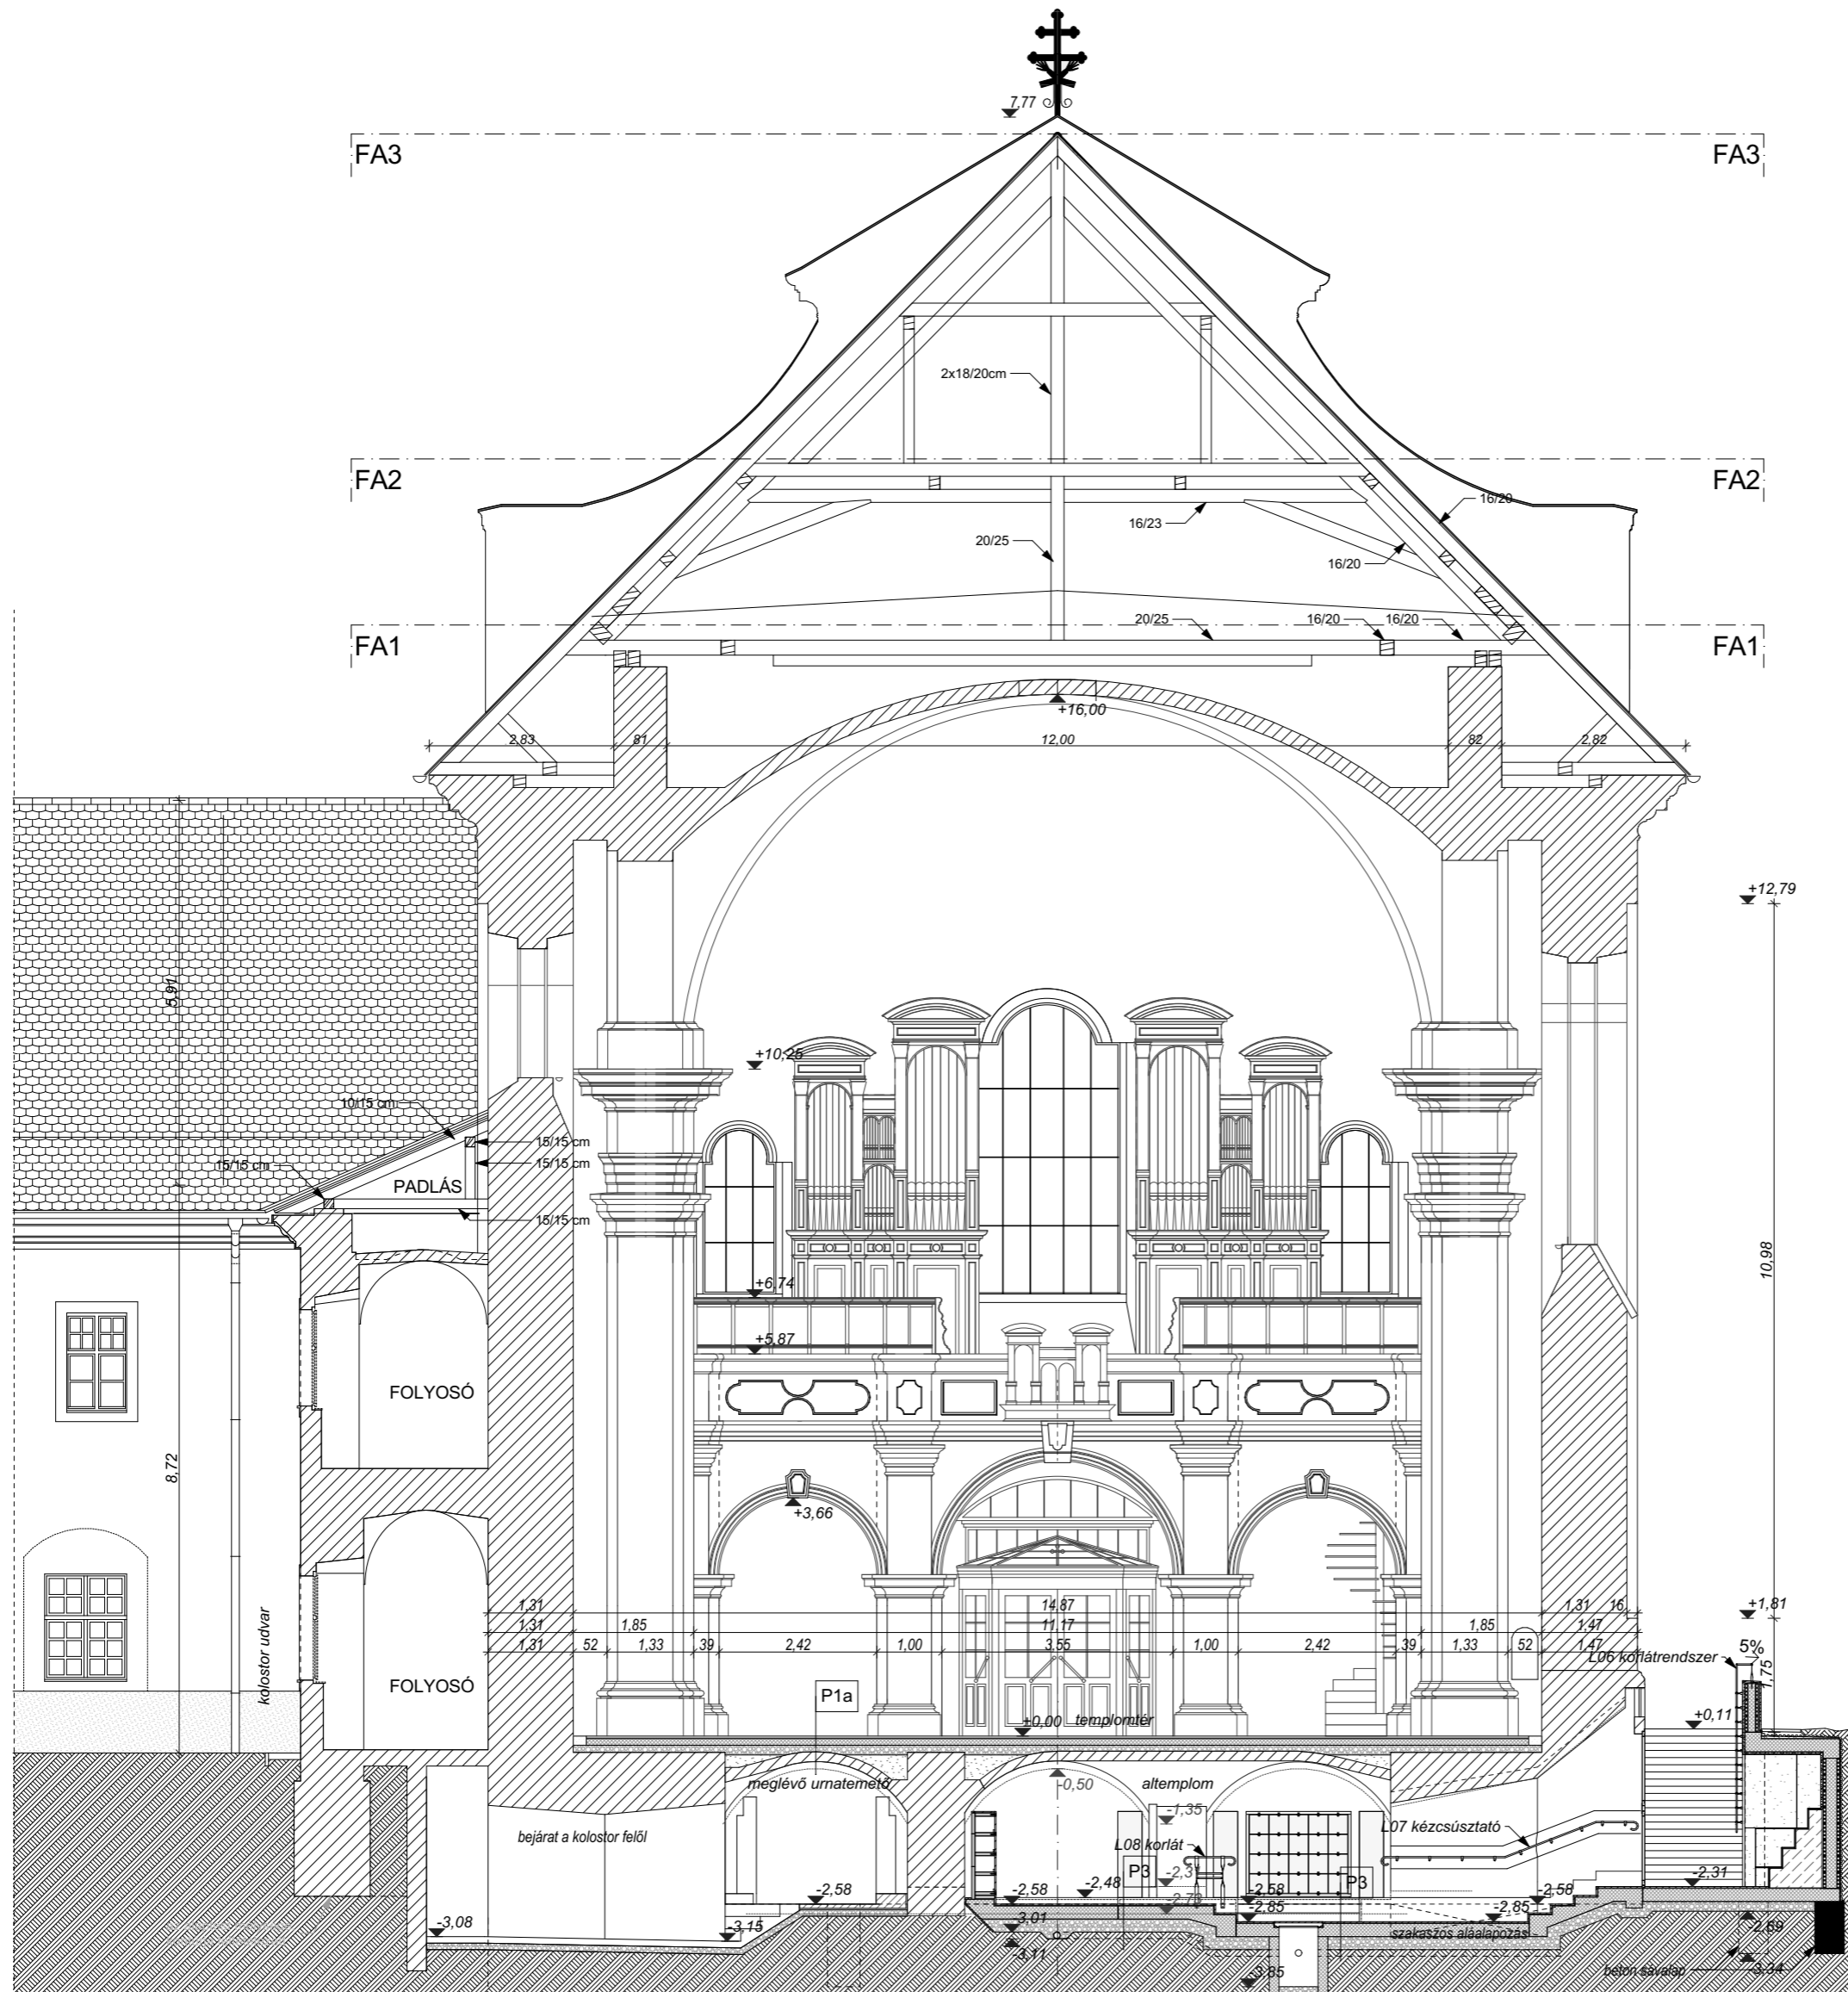 7,77
FA3 FA3
2x18/20cm
FA2 FA2
16/20
16/23
20/25
16/20
20/25 16/20 16/20
FA1 FA1
+16,00
2,83 81 12,00 82 2,82
+12,79
5,91
+10,25
10/15 cm
15/15 cm
15/15 cm
15/15 cm
PADLÁS
15/15 cm
10,98
+6,74
+5,87
FOLYOSÓ
8,72
+3,66
kolostor udvar
1,31 14,87 1,31 16
+1,81
1,31 1,85 11,17 1,85 1,47
1,31 52 1,33 39 2,42 1,00 3,55 1,00 2,42 39 1,33 52 1,47
5%
L06 korlátrendszer
1,75
FOLYOSÓ
P1a
±0,00 templomtér
+0,11
meglévő urnatemető
-0,50
altemplom
-1,35
bejárat a kolostor felől
L07 kézcsúsztató
L08 korlát
P3
-2,31
P3
-2,31
-2,58
-2,58
-2,48
-2,58
-2,58
-2,73
-2,85
-2,85
-3,08
-3,15
-3,01
szakaszos aláalapozás
-2,69
-3,11
-3,85
beton sávalap
-3,34